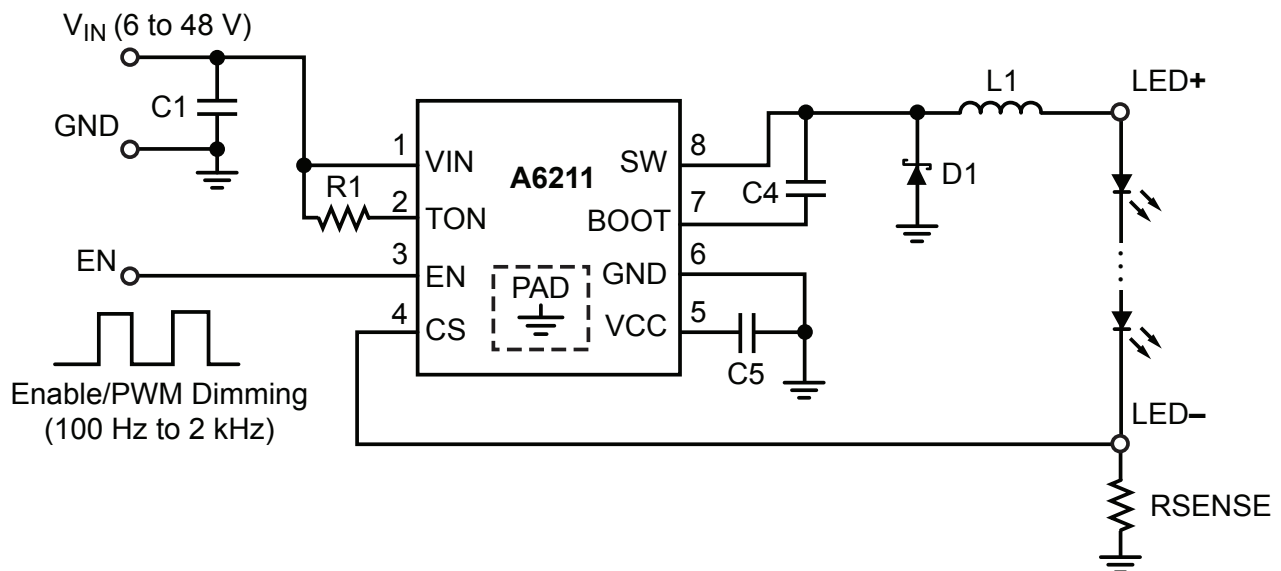 VIN (6 to 48 V)
C1
GND
L1
LED+
1
VIN
A6211
SW
8
R1
2
TON
C4
D1
BOOT
7
EN
3
EN
GND
6
PAD
4
CS
VCC
5
C5
Enable/PWM Dimming
(100 Hz to 2 kHz)
LED–
RSENSE